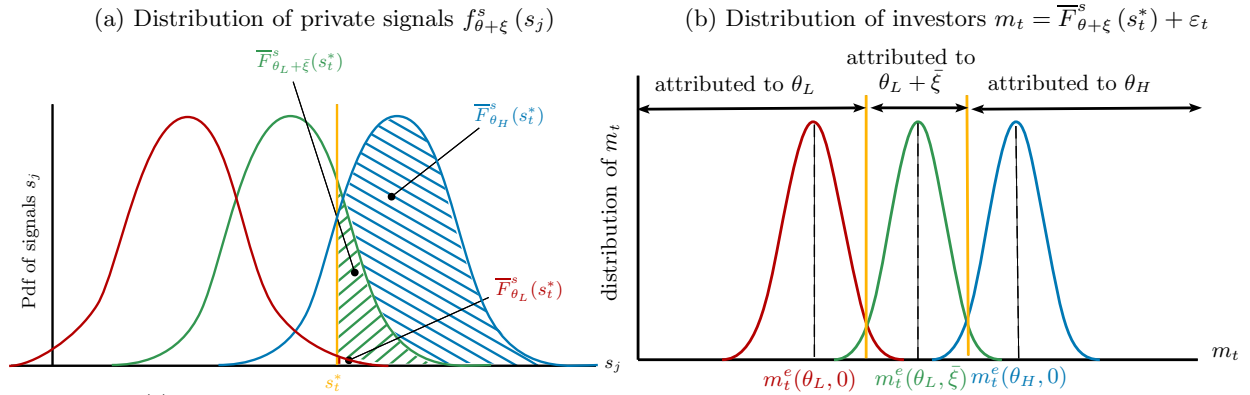 (a) Distribution of private signals $f^s_{\theta+\xi}(s_j)$
$\overline{F}^s_{\theta_L+\bar{\xi}}(s^*_t)$
$\overline{F}^s_{\theta_H}(s^*_t)$
$\overline{F}^s_{\theta_L}(s^*_t)$
Pdf of signals $s_j$
$s_j$
$s^*_t$
(b) Distribution of investors $m_t = \overline{F}^s_{\theta+\xi}(s^*_t) + \varepsilon_t$
attributed to $\theta_L$
attributed to
$\theta_L + \bar{\xi}$
attributed to $\theta_H$
distribution of $m_t$
$m_t$
$m^e_t(\theta_L, 0)$
$m^e_t(\theta_L, \bar{\xi})$
$m^e_t(\theta_H, 0)$